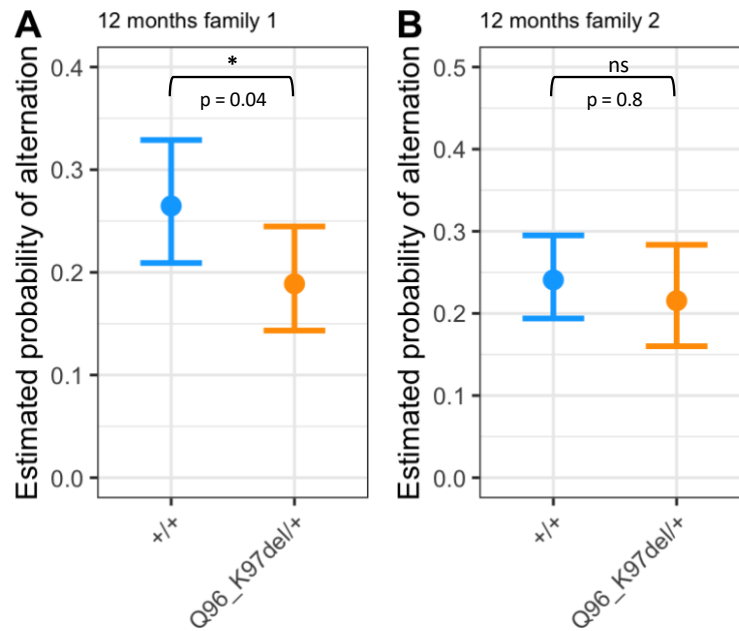 A
12 months family 1
Estimated probability of alternation
0.4
0.3
0.2
0.1
0.0
*
p = 0.04
+/+
Q96_K97del/+
B
12 months family 2
Estimated probability of alternation
0.5
0.4
0.3
0.2
0.1
0.0
ns
p = 0.8
+/+
Q96_K97del/+